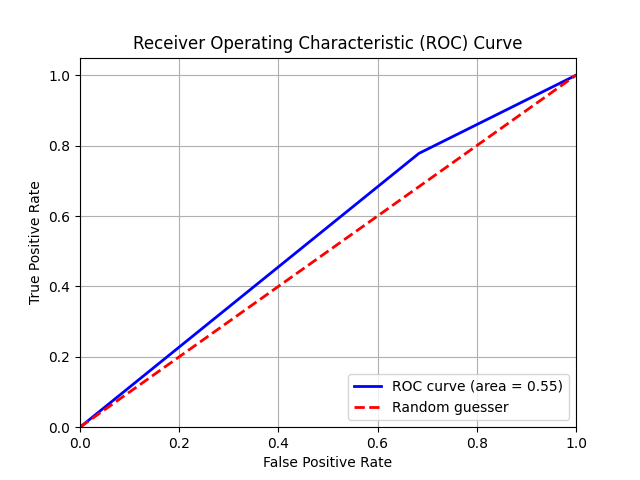 Receiver Operating Characteristic (ROC) Curve
1.0
0.8
0.6
0.4
0.2
0.0
True Positive Rate
ROC curve (area = 0.55)
Random guesser
0.0 0.2 0.4 0.6 0.8 1.0
False Positive Rate